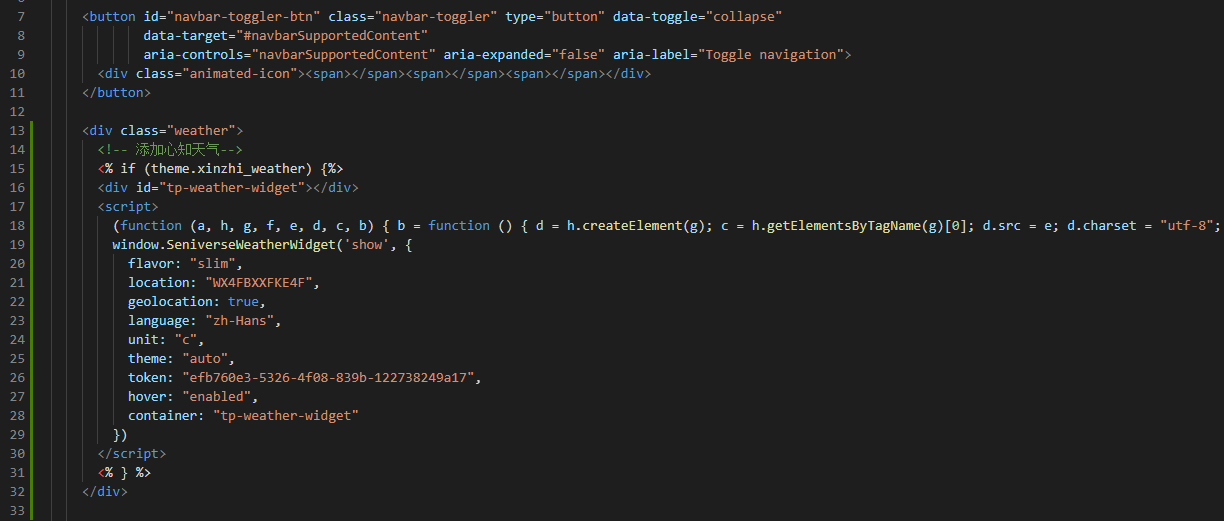 7 <button id="navbar-toggler-btn" class="navbar-toggler" type="button" data-toggle="collapse"
8 data-target="#navbarSupportedContent"
9 aria-controls="navbarSupportedContent" aria-expanded="false" aria-label="Toggle navigation">
10 <div class="animated-icon"><span></span><span></span><span></span></div>
11 </button>
12
13 <div class="weather">
14 <!-- 添加心知天气-->
15 <% if (theme.xinzhi_weather) {%>
16 <div id="tp-weather-widget"></div>
17 <script>
18 (function (a, h, g, f, e, d, c, b) { b = function () { d = h.createElement(g); c = h.getElementsByTagName(g)[0]; d.src = e; d.charset = "utf-8";
19 window.SeniverseWeatherWidget('show', {
20 flavor: "slim",
21 location: "WX4FBXXFKE4F",
22 geolocation: true,
23 language: "zh-Hans",
24 unit: "c",
25 theme: "auto",
26 token: "efb760e3-5326-4f08-839b-122738249a17",
27 hover: "enabled",
28 container: "tp-weather-widget"
29 })
30 </script>
31 <% } %>
32 </div>
33